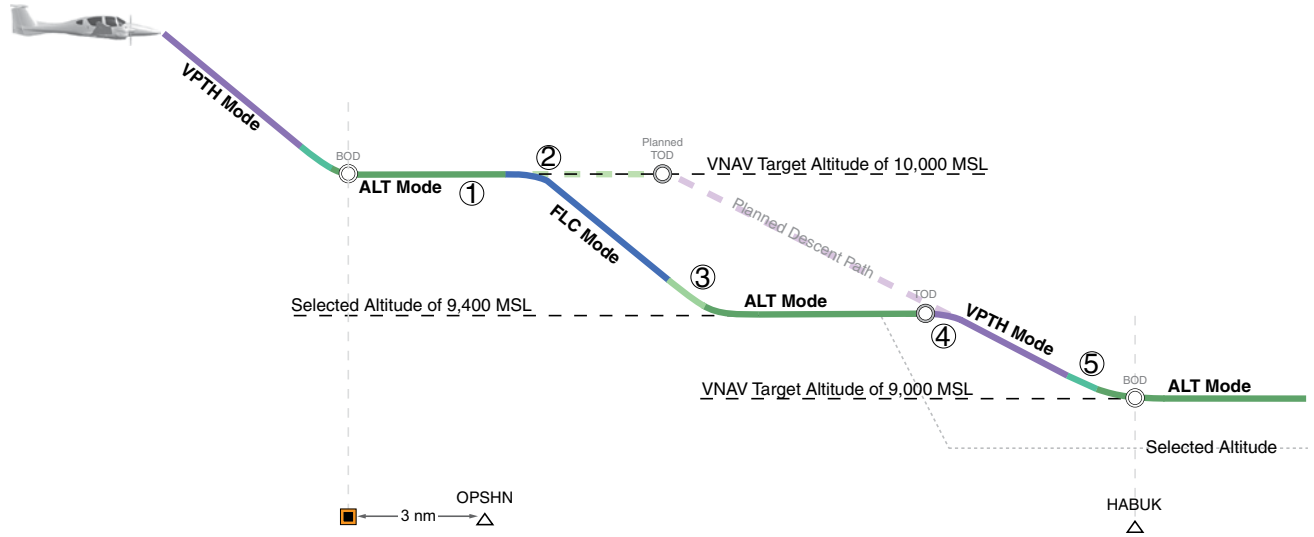 VPTH Mode
BOD
ALT Mode
①
②
Planned
TOD
VNAV Target Altitude of 10,000 MSL
FLC Mode
Planned Descent Path
③
Selected Altitude of 9,400 MSL
ALT Mode
TOD
④
VPTH Mode
⑤
VNAV Target Altitude of 9,000 MSL
BOD
ALT Mode
Selected Altitude
OPSHN
3 nm
HABUK